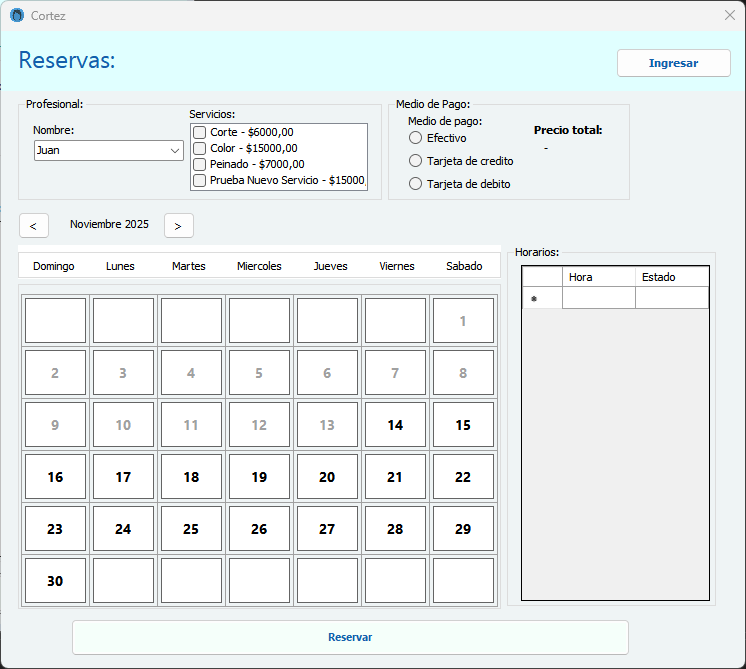 Cortez
Reservas:
Ingresar
Profesional:
Nombre:
Juan
Servicios:
Corte - $6000,00
Color - $15000,00
Peinado - $7000,00
Prueba Nuevo Servicio - $15000,
Medio de Pago:
Medio de pago:
Efectivo
Tarjeta de credito
Tarjeta de debito
Precio total:
-
< Noviembre 2025 >
Domingo Lunes Martes Miercoles Jueves Viernes Sabado
1
2 3 4 5 6 7 8
9 10 11 12 13 14 15
16 17 18 19 20 21 22
23 24 25 26 27 28 29
30
Horarios:
Hora Estado
Reservar